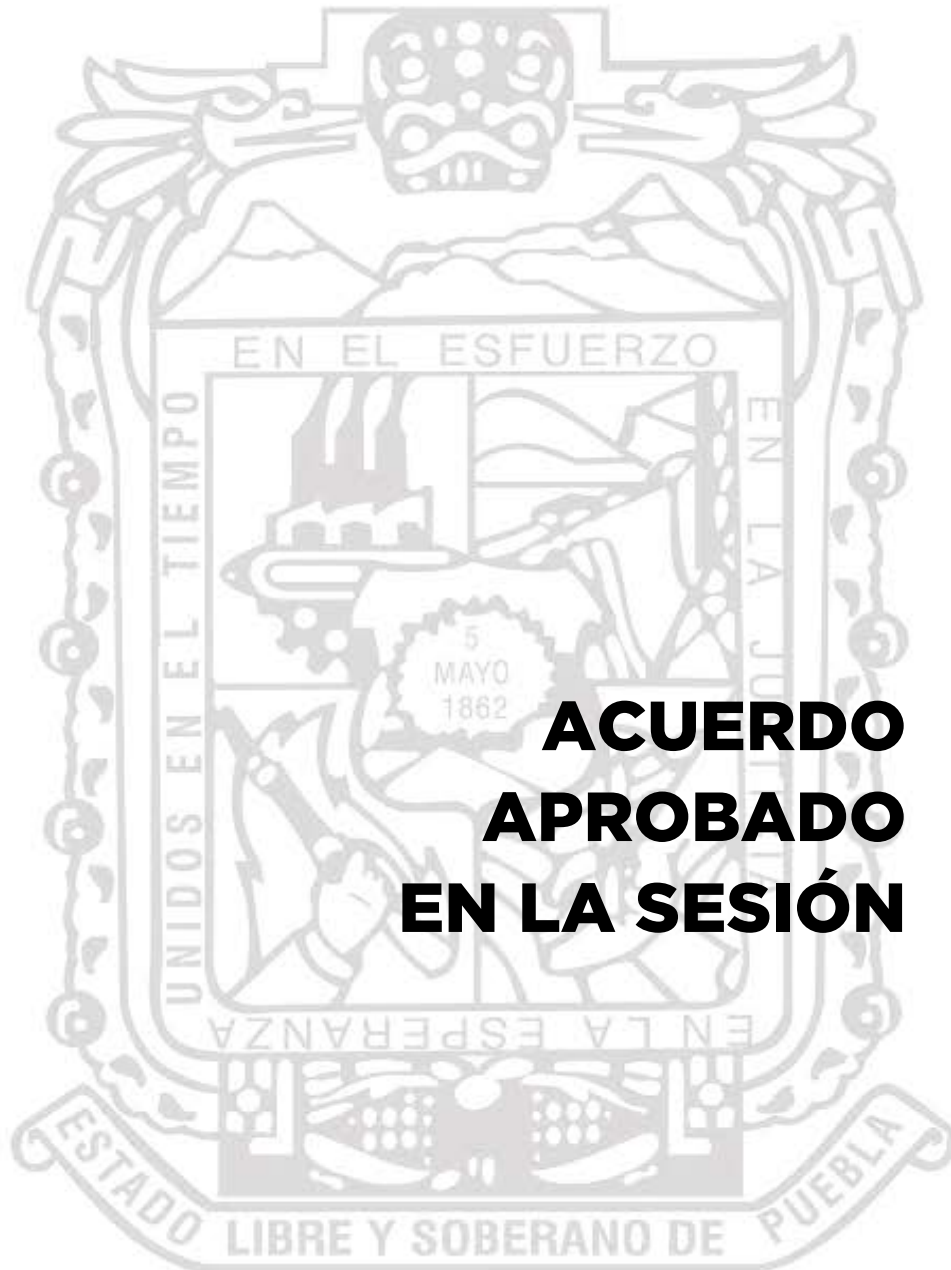 EN EL ESFUERZO
EN LA
UNIDOS EN EL TIEMPO
5
MAYO
1862
ACUERDO
APROBADO
EN LA SESIÓN
EN LA ESPERANZA
ESTADO LIBRE Y SOBERANO DE PUEBLA